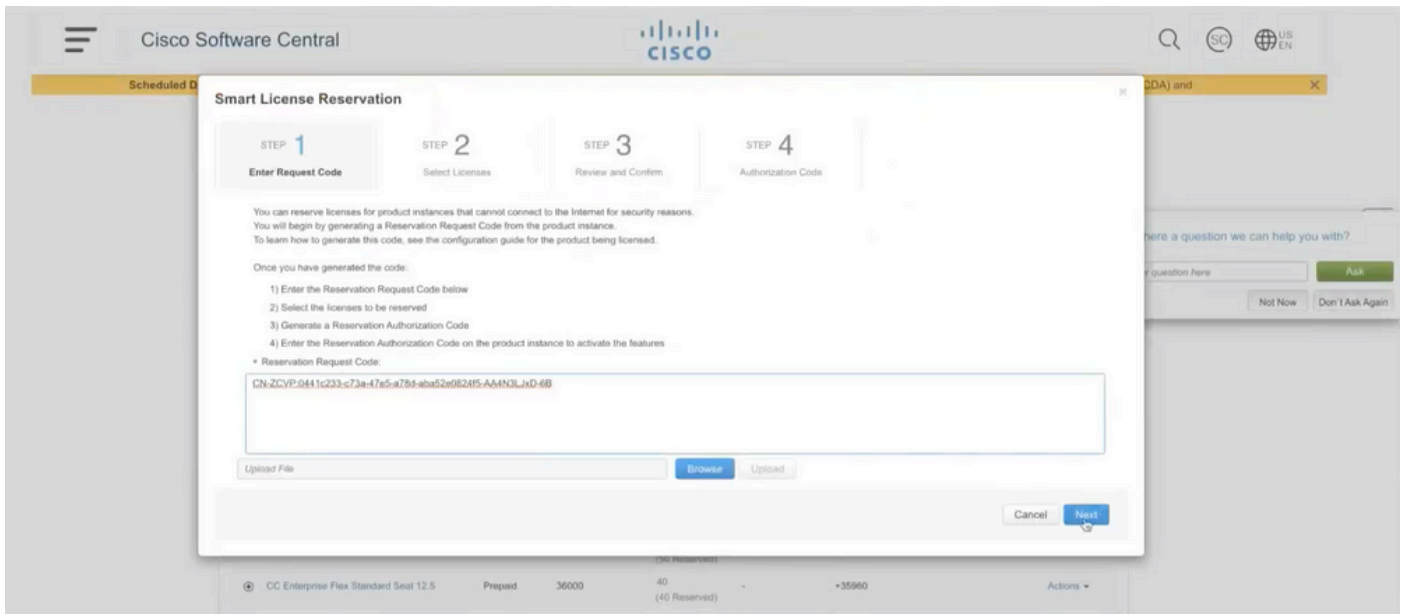 Cisco Software Central
CISCO
SC
US
EN
Scheduled D
CDA) and
Smart License Reservation
STEP 1
Enter Request Code
STEP 2
Select Licenses
STEP 3
Review and Confirm
STEP 4
Authorization Code
You can reserve licenses for product instances that cannot connect to the Internet for security reasons.
You will begin by generating a Reservation Request Code from the product instance.
To learn how to generate this code, see the configuration guide for the product being licensed.
Once you have generated the code:
1) Enter the Reservation Request Code below
2) Select the licenses to be reserved
3) Generate a Reservation Authorization Code
4) Enter the Reservation Authorization Code on the product instance to activate the features
* Reservation Request Code:
CN-ZCVP:0441c233-c73a-47e5-a78d-aba52e0824f5-AA4N3LJxD-6B
Upload File
Browse
Upload
Cancel
Next
here a question we can help you with?
question here
Ask
Not Now
Don't Ask Again
CC Enterprise Flex Standard Seat 12.5 Prepaid 36000 40 - +35960 Actions
(40 Reserved)